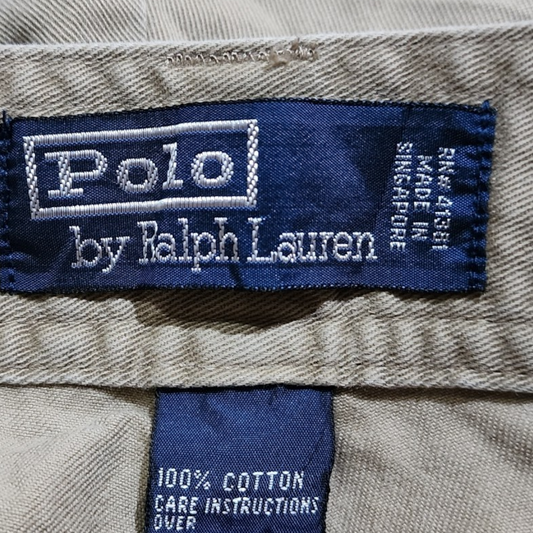 Polo
by Ralph Lauren
RN# 41381
MADE IN
SINGAPORE
100% COTTON
CARE INSTRUCTIONS
OVER